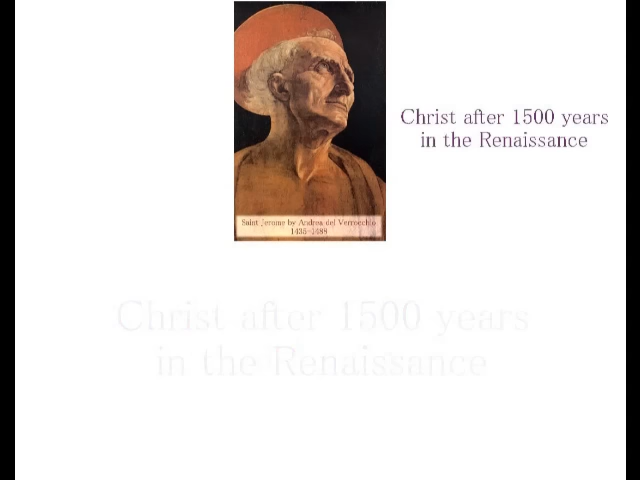 Christ after 1500 years
in the Renaissance
Saint Jerome by Andrea del Verrocchio
1435-1488
Christ after 1500 years
in the Renaissance